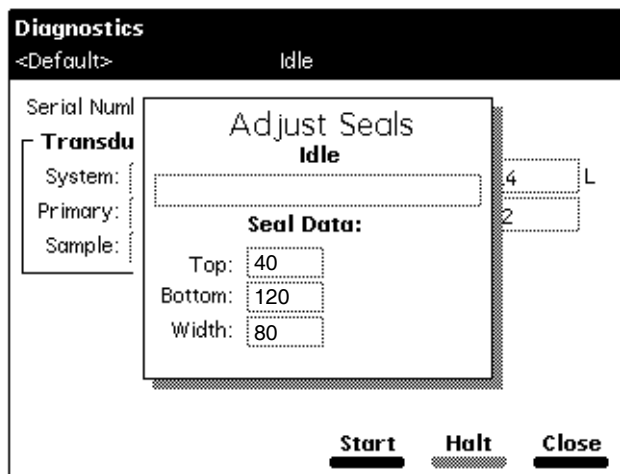 Diagnostics
<Default> Idle
Serial Num
Transdu
System: .4 L
Primary: 2
Sample:
Adjust Seals
Idle
Seal Data:
Top: 40
Bottom: 120
Width: 80
Start Halt Close